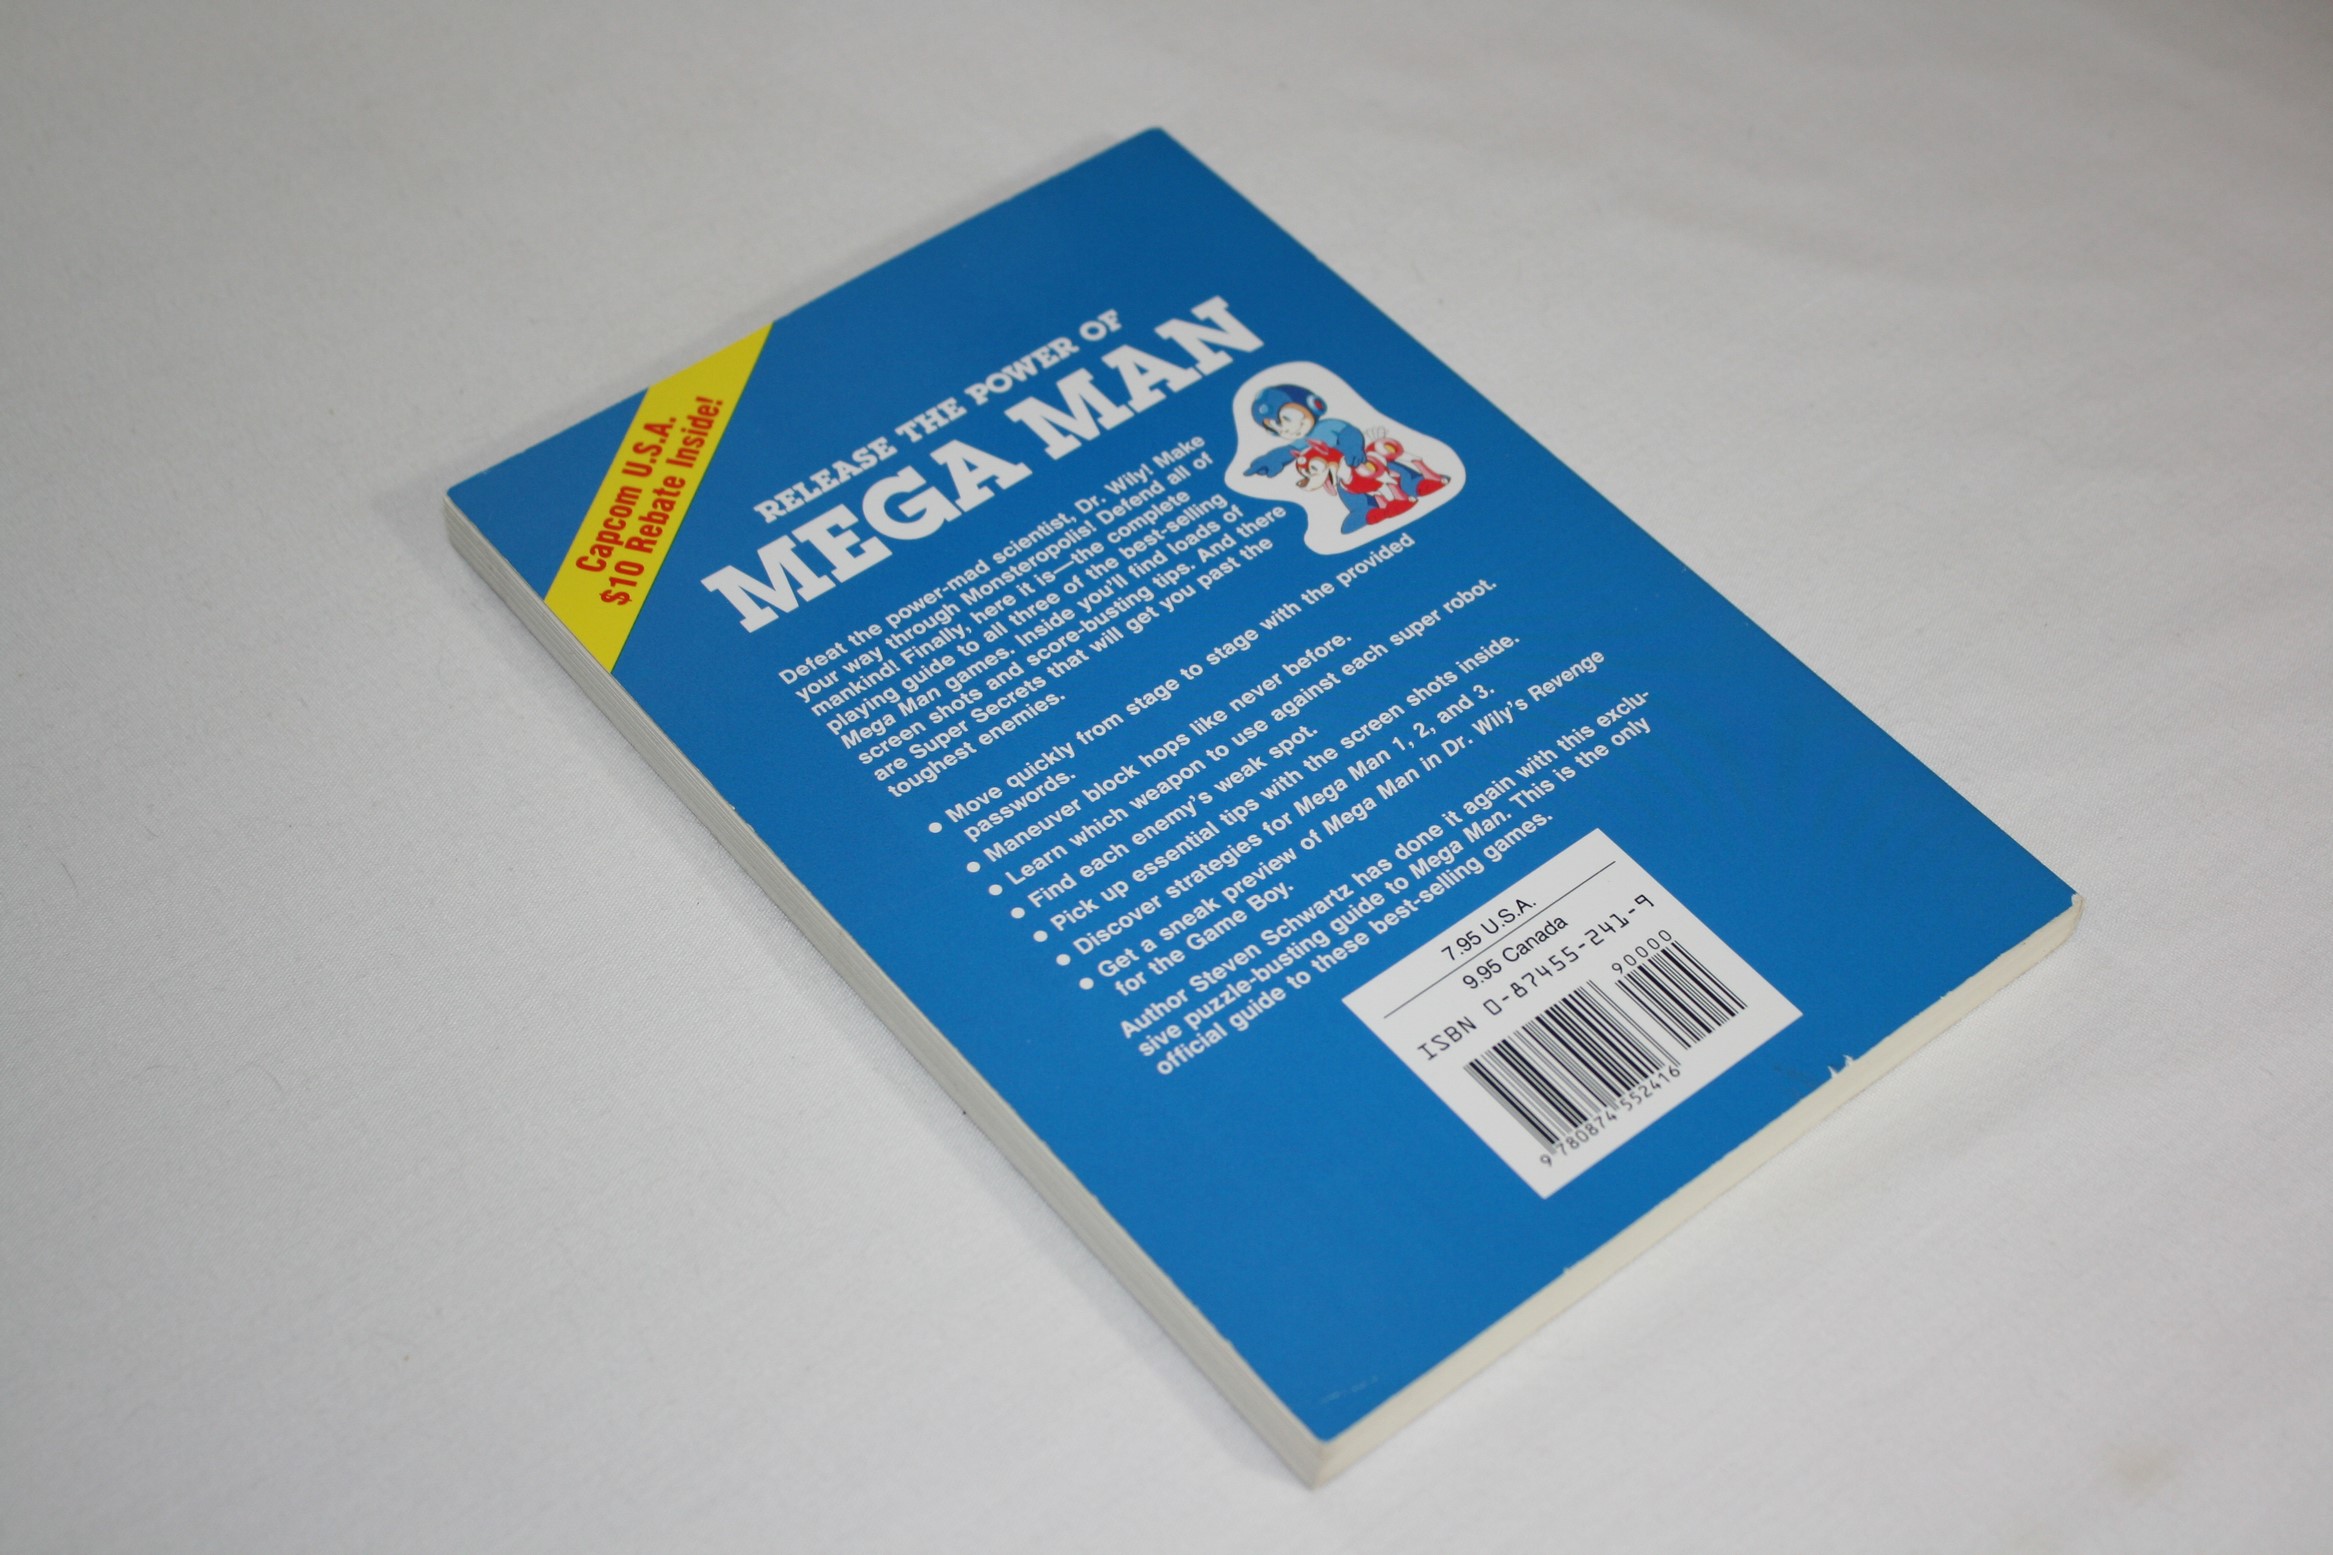 Capcom U.S.A.
$10 Rebate Inside!
RELEASE THE POWER OF
MEGA MAN
Defeat the power-mad scientist, Dr. Wily! Make
your way through Monsteropolis! Defend all of
mankind! Finally, here it is—the complete
playing guide to all three of the best-selling
Mega Man games. Inside you'll find loads of
screen shots and score-busting tips. And there
are Super Secrets that will get you past the
toughest enemies.
● Move quickly from stage to stage with the provided
passwords.
● Maneuver block hops like never before.
● Learn which weapon to use against each super robot.
● Find each enemy's weak spot.
● Pick up essential tips with the screen shots inside.
● Discover strategies for Mega Man 1, 2, and 3.
● Get a sneak preview of Mega Man in Dr. Wily's Revenge
for the Game Boy.
Author Steven Schwartz has done it again with this exclu-
sive puzzle-busting guide to Mega Man. This is the only
official guide to these best-selling games.
7.95 U.S.A.
9.95 Canada
ISBN 0-87455-241-9
90000
9 780874 552416